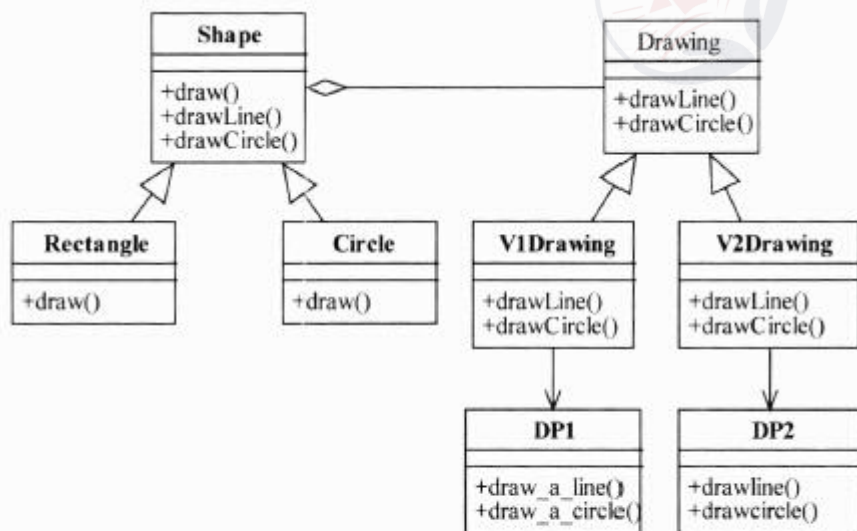 Shape
+draw()
+drawLine()
+drawCircle()
Drawing
+drawLine()
+drawCircle()
Rectangle
+draw()
Circle
+draw()
V1Drawing
+drawLine()
+drawCircle()
V2Drawing
+drawLine()
+drawCircle()
DP1
+draw_a_line()
+draw_a_circle()
DP2
+drawline()
+drawcircle()